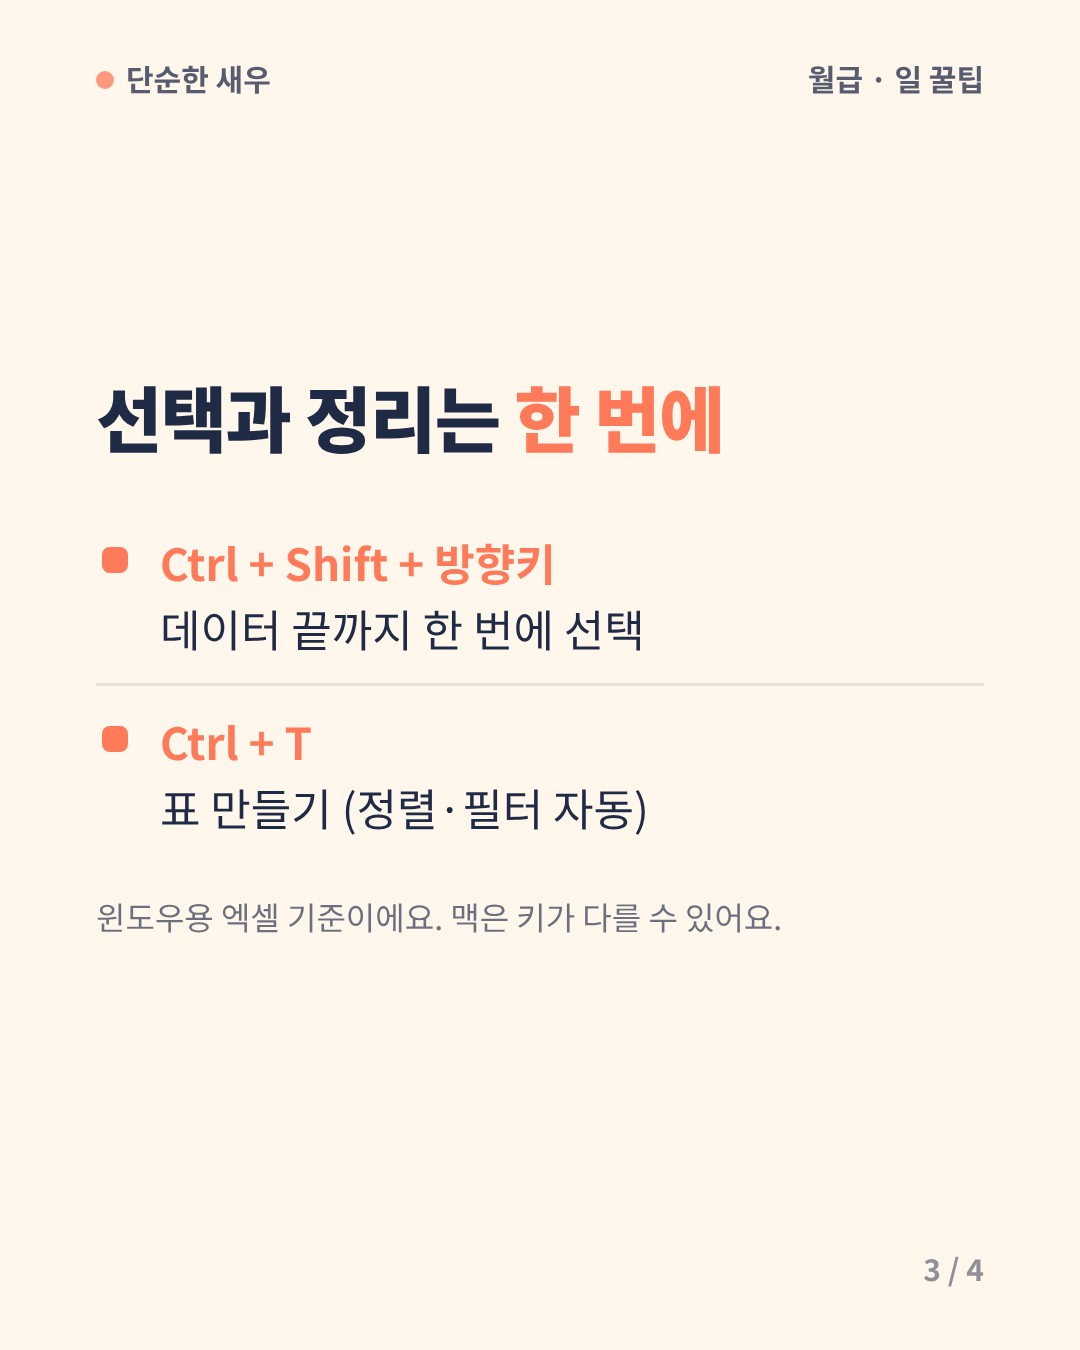 단순한 새우
월급 · 일 꿀팁
선택과 정리는 한 번에
Ctrl + Shift + 방향키
데이터 끝까지 한 번에 선택
Ctrl + T
표 만들기 (정렬·필터 자동)
윈도우용 엑셀 기준이에요. 맥은 키가 다를 수 있어요.
3 / 4